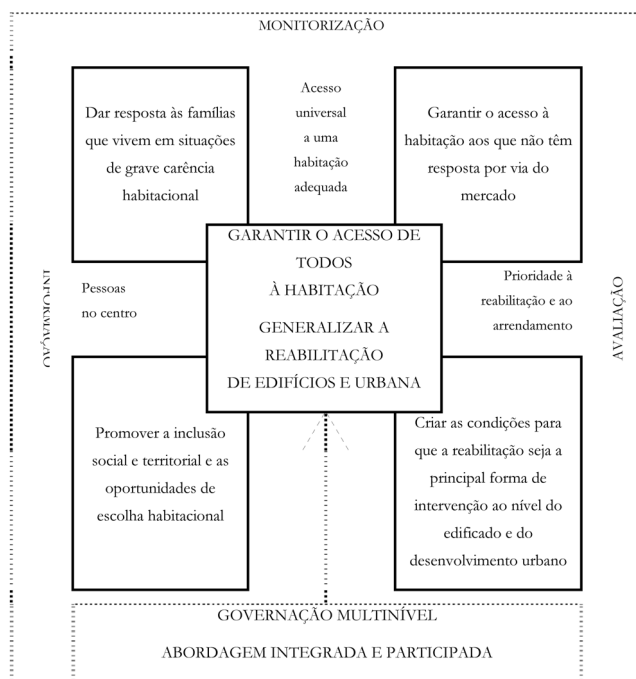 MONITORIZAÇÃO
Dar resposta às famílias
que vivem em situações
de grave carência
habitacional
Acesso
universal
a uma
habitação
adequada
Garantir o acesso à
habitação aos que não têm
resposta por via do
mercado
GARANTIR O ACESSO DE
TODOS
À HABITAÇÃO
GENERALIZAR A
REABILITAÇÃO
DE EDIFÍCIOS E URBANA
INFORMAÇÃO
Pessoas
no centro
Prioridade à
reabilitação e ao
arrendamento
AVALIAÇÃO
Promover a inclusão
social e territorial e as
oportunidades de
escolha habitacional
Criar as condições para
que a reabilitação seja a
principal forma de
intervenção ao nível do
edificado e do
desenvolvimento urbano
GOVERNAÇÃO MULTINÍVEL
ABORDAGEM INTEGRADA E PARTICIPADA